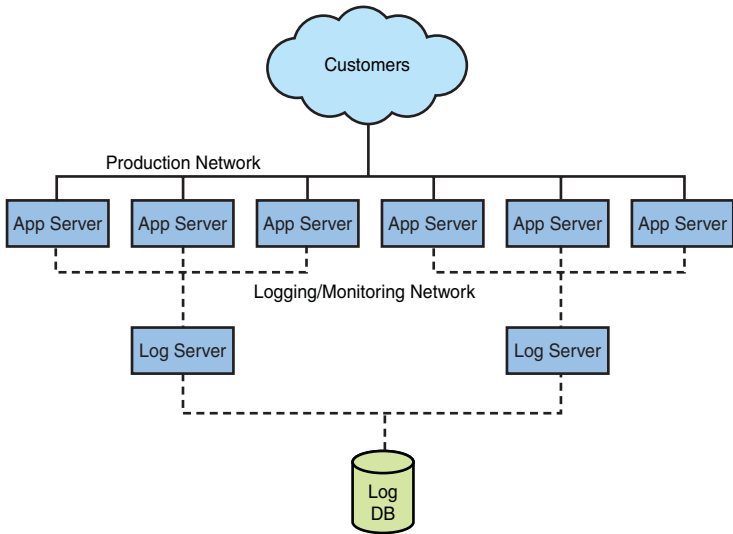 Customers
Production Network
App Server
App Server
App Server
App Server
App Server
App Server
Logging/Monitoring Network
Log Server
Log Server
Log
DB